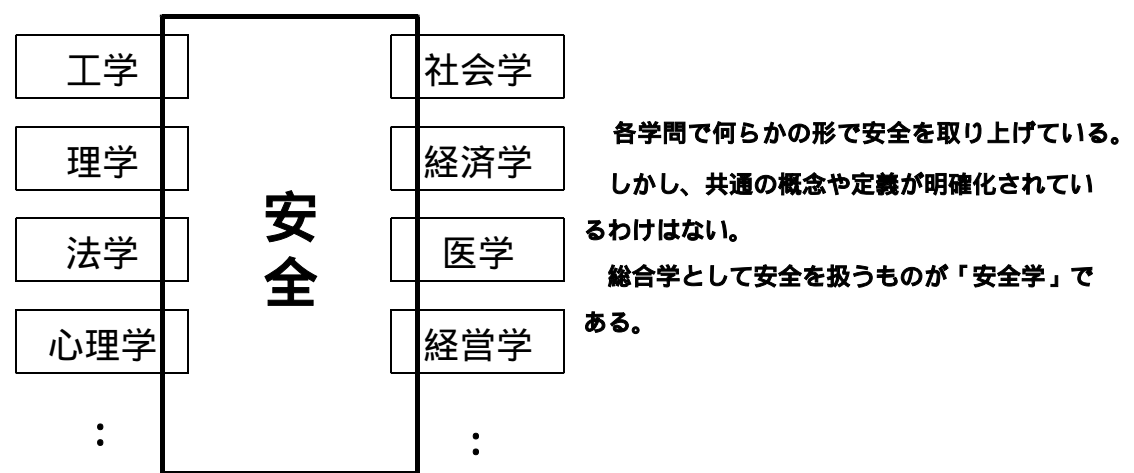 工学
理学
法学
心理学
:
安
全
社会学
経済学
医学
経営学
:
各学問で何らかの形で安全を取り上げている。
しかし、共通の概念や定義が明確化されてい
るわけはない。
総合学として安全を扱うものが「安全学」で
ある。